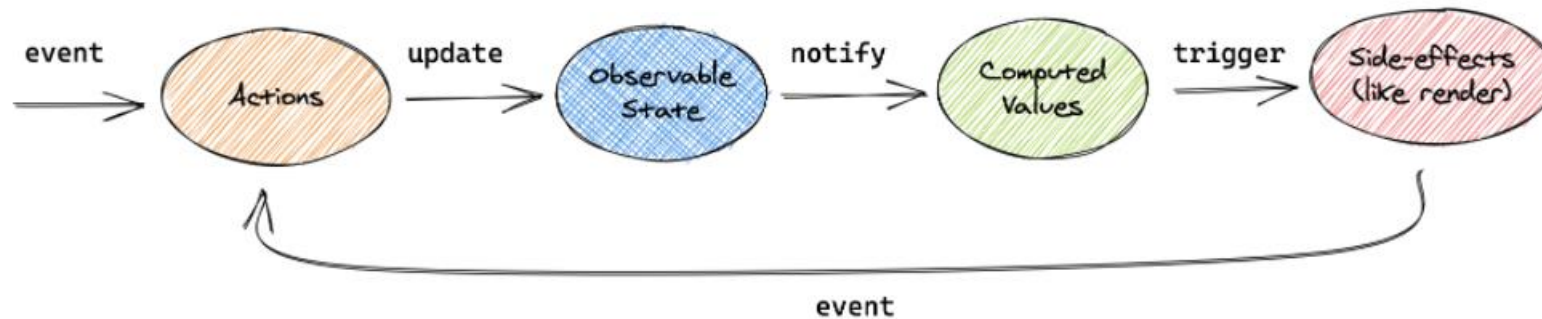 event
Actions
update
Observable
State
notify
Computed
Values
trigger
Side-effects
(like render)
event